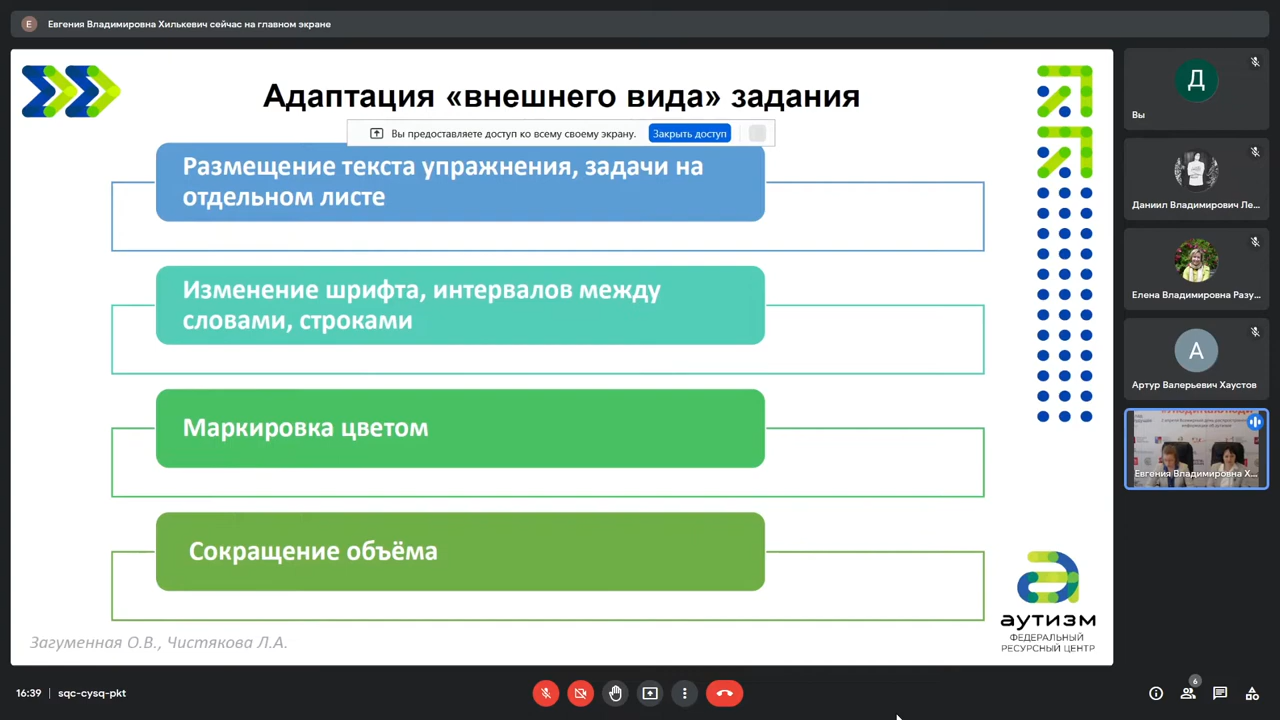 Е
Евгения Владимировна Хилькевич сейчас на главном экране
Адаптация «внешнего вида» задания
Вы предоставляете доступ ко всему своему экрану.
Закрыть доступ
Размещение текста упражнения, задачи на
отдельном листе
Изменение шрифта, интервалов между
словами, строками
Маркировка цветом
Сокращение объёма
Загуменная О.В., Чистякова Л.А.
аутизм
ФЕДЕРАЛЬНЫЙ
РЕСУРСНЫЙ ЦЕНТР
Д
Вы
Даниил Владимирович Ле...
Елена Владимировна Разу...
А
Артур Валерьевич Хаустов
Евгения Владимировна Х...
16:39
sqc-cysq-pkt
6